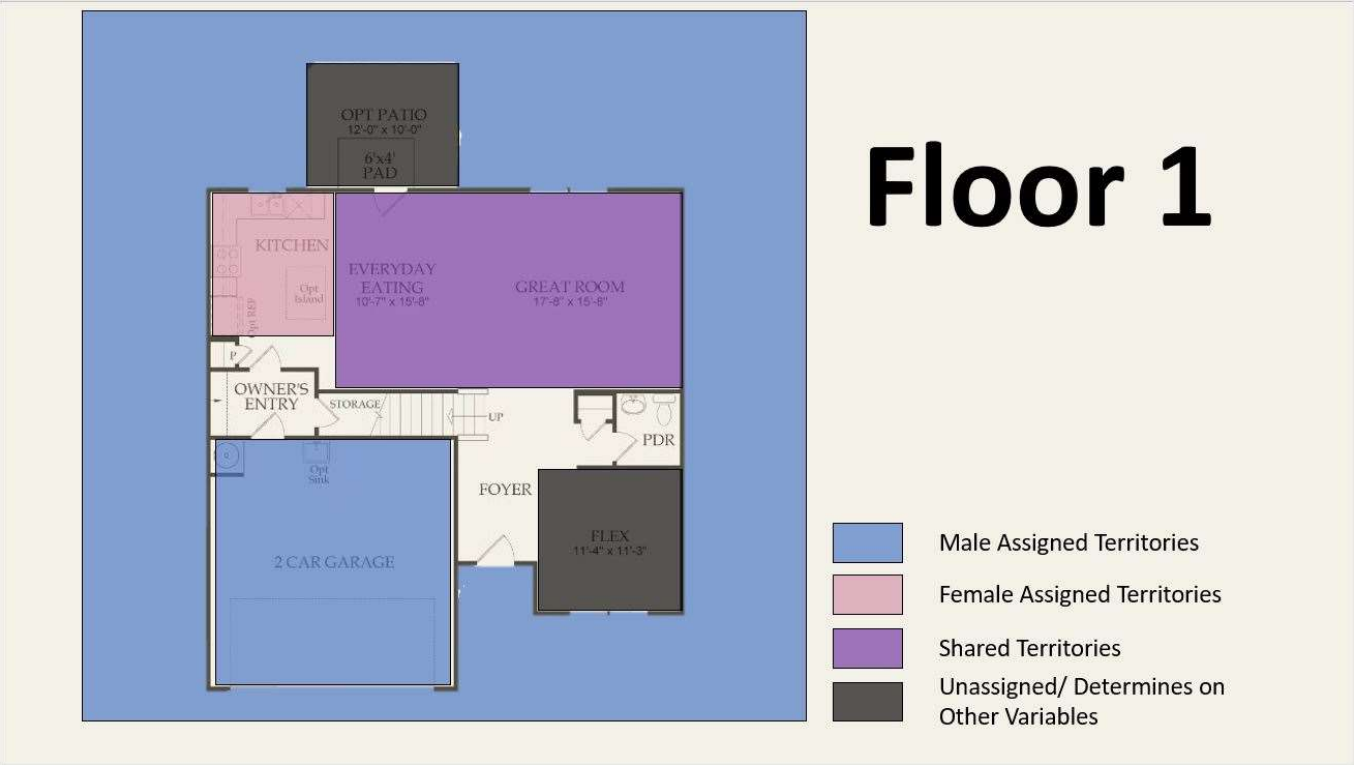 Floor 1
OPT PATIO
12'-0" x 10'-0"
6'x4'
PAD
KITCHEN
Opt
Island
Opt REF
EVERYDAY
EATING
10'-7" x 15'-8"
GREAT ROOM
17'-8" x 15'-8"
P
OWNER'S
ENTRY
STORAGE
UP
PDR
Opt
Sink
FOYER
FLEX
11'-4" x 11'-3"
2 CAR GARAGE
Male Assigned Territories
Female Assigned Territories
Shared Territories
Unassigned/ Determines on
Other Variables